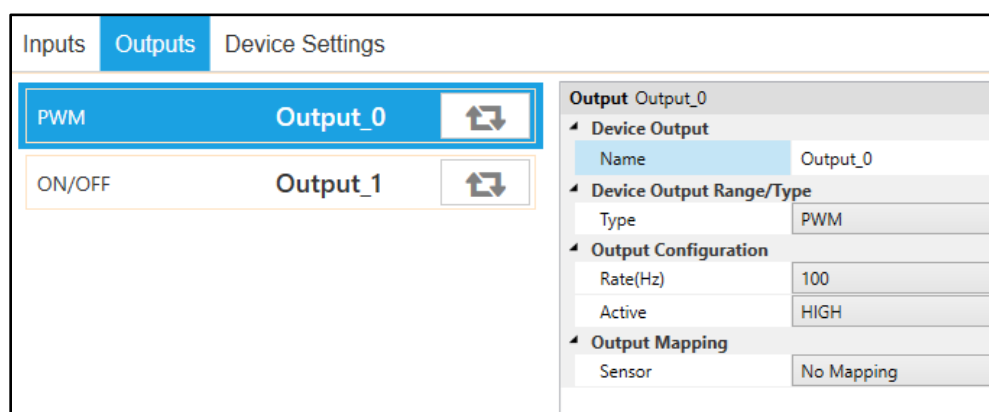 Inputs Outputs Device Settings
PWM Output_0
ON/OFF Output_1
Output Output_0
Device Output
Name Output_0
Device Output Range/Type
Type PWM
Output Configuration
Rate(Hz) 100
Active HIGH
Output Mapping
Sensor No Mapping